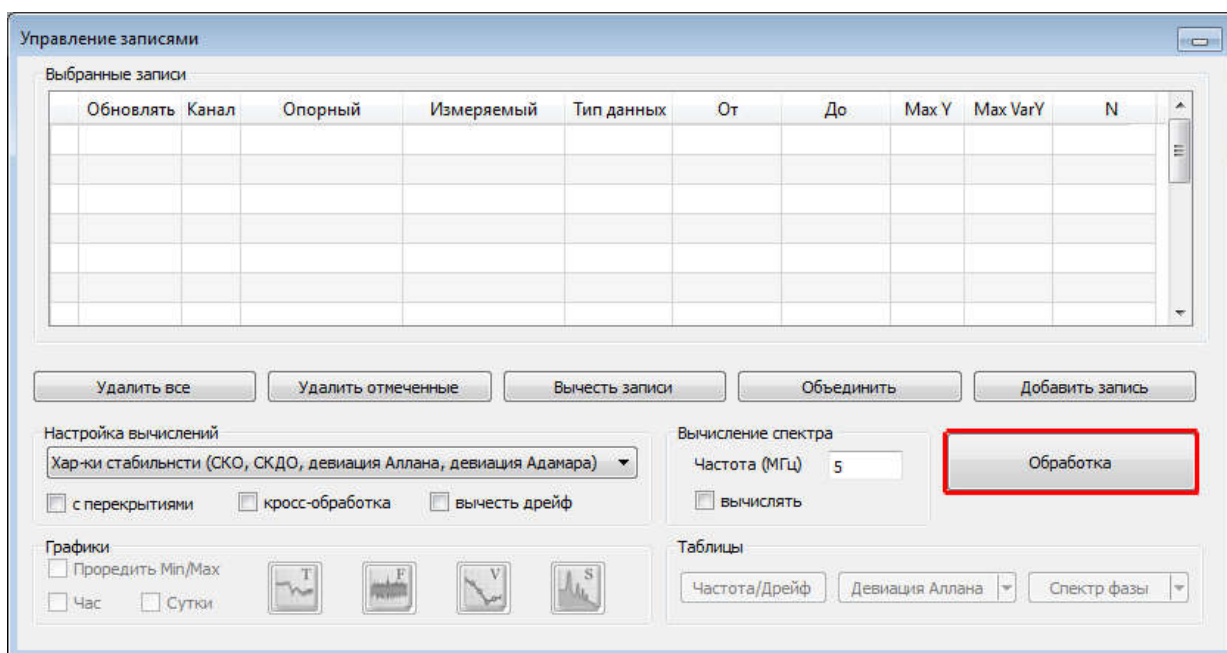 Управление записями
Выбранные записи
Обновлять Канал Опорный Измеряемый Тип данных От До Max Y Max VarY N
Удалить все Удалить отмеченные Вычесть записи Объединить Добавить запись
Настройка вычислений Вычисление спектра
Хар-ки стабильнсти (СКО, СКДО, девиация Аллана, девиация Адамара) Частота (МГц) 5 Обработка
с перекрытиями кросс-обработка вычесть дрейф вычислять
Графики Таблицы
Проредить Min/Max T F V S
Час Сутки Частота/Дрейф Девиация Аллана Спектр фазы